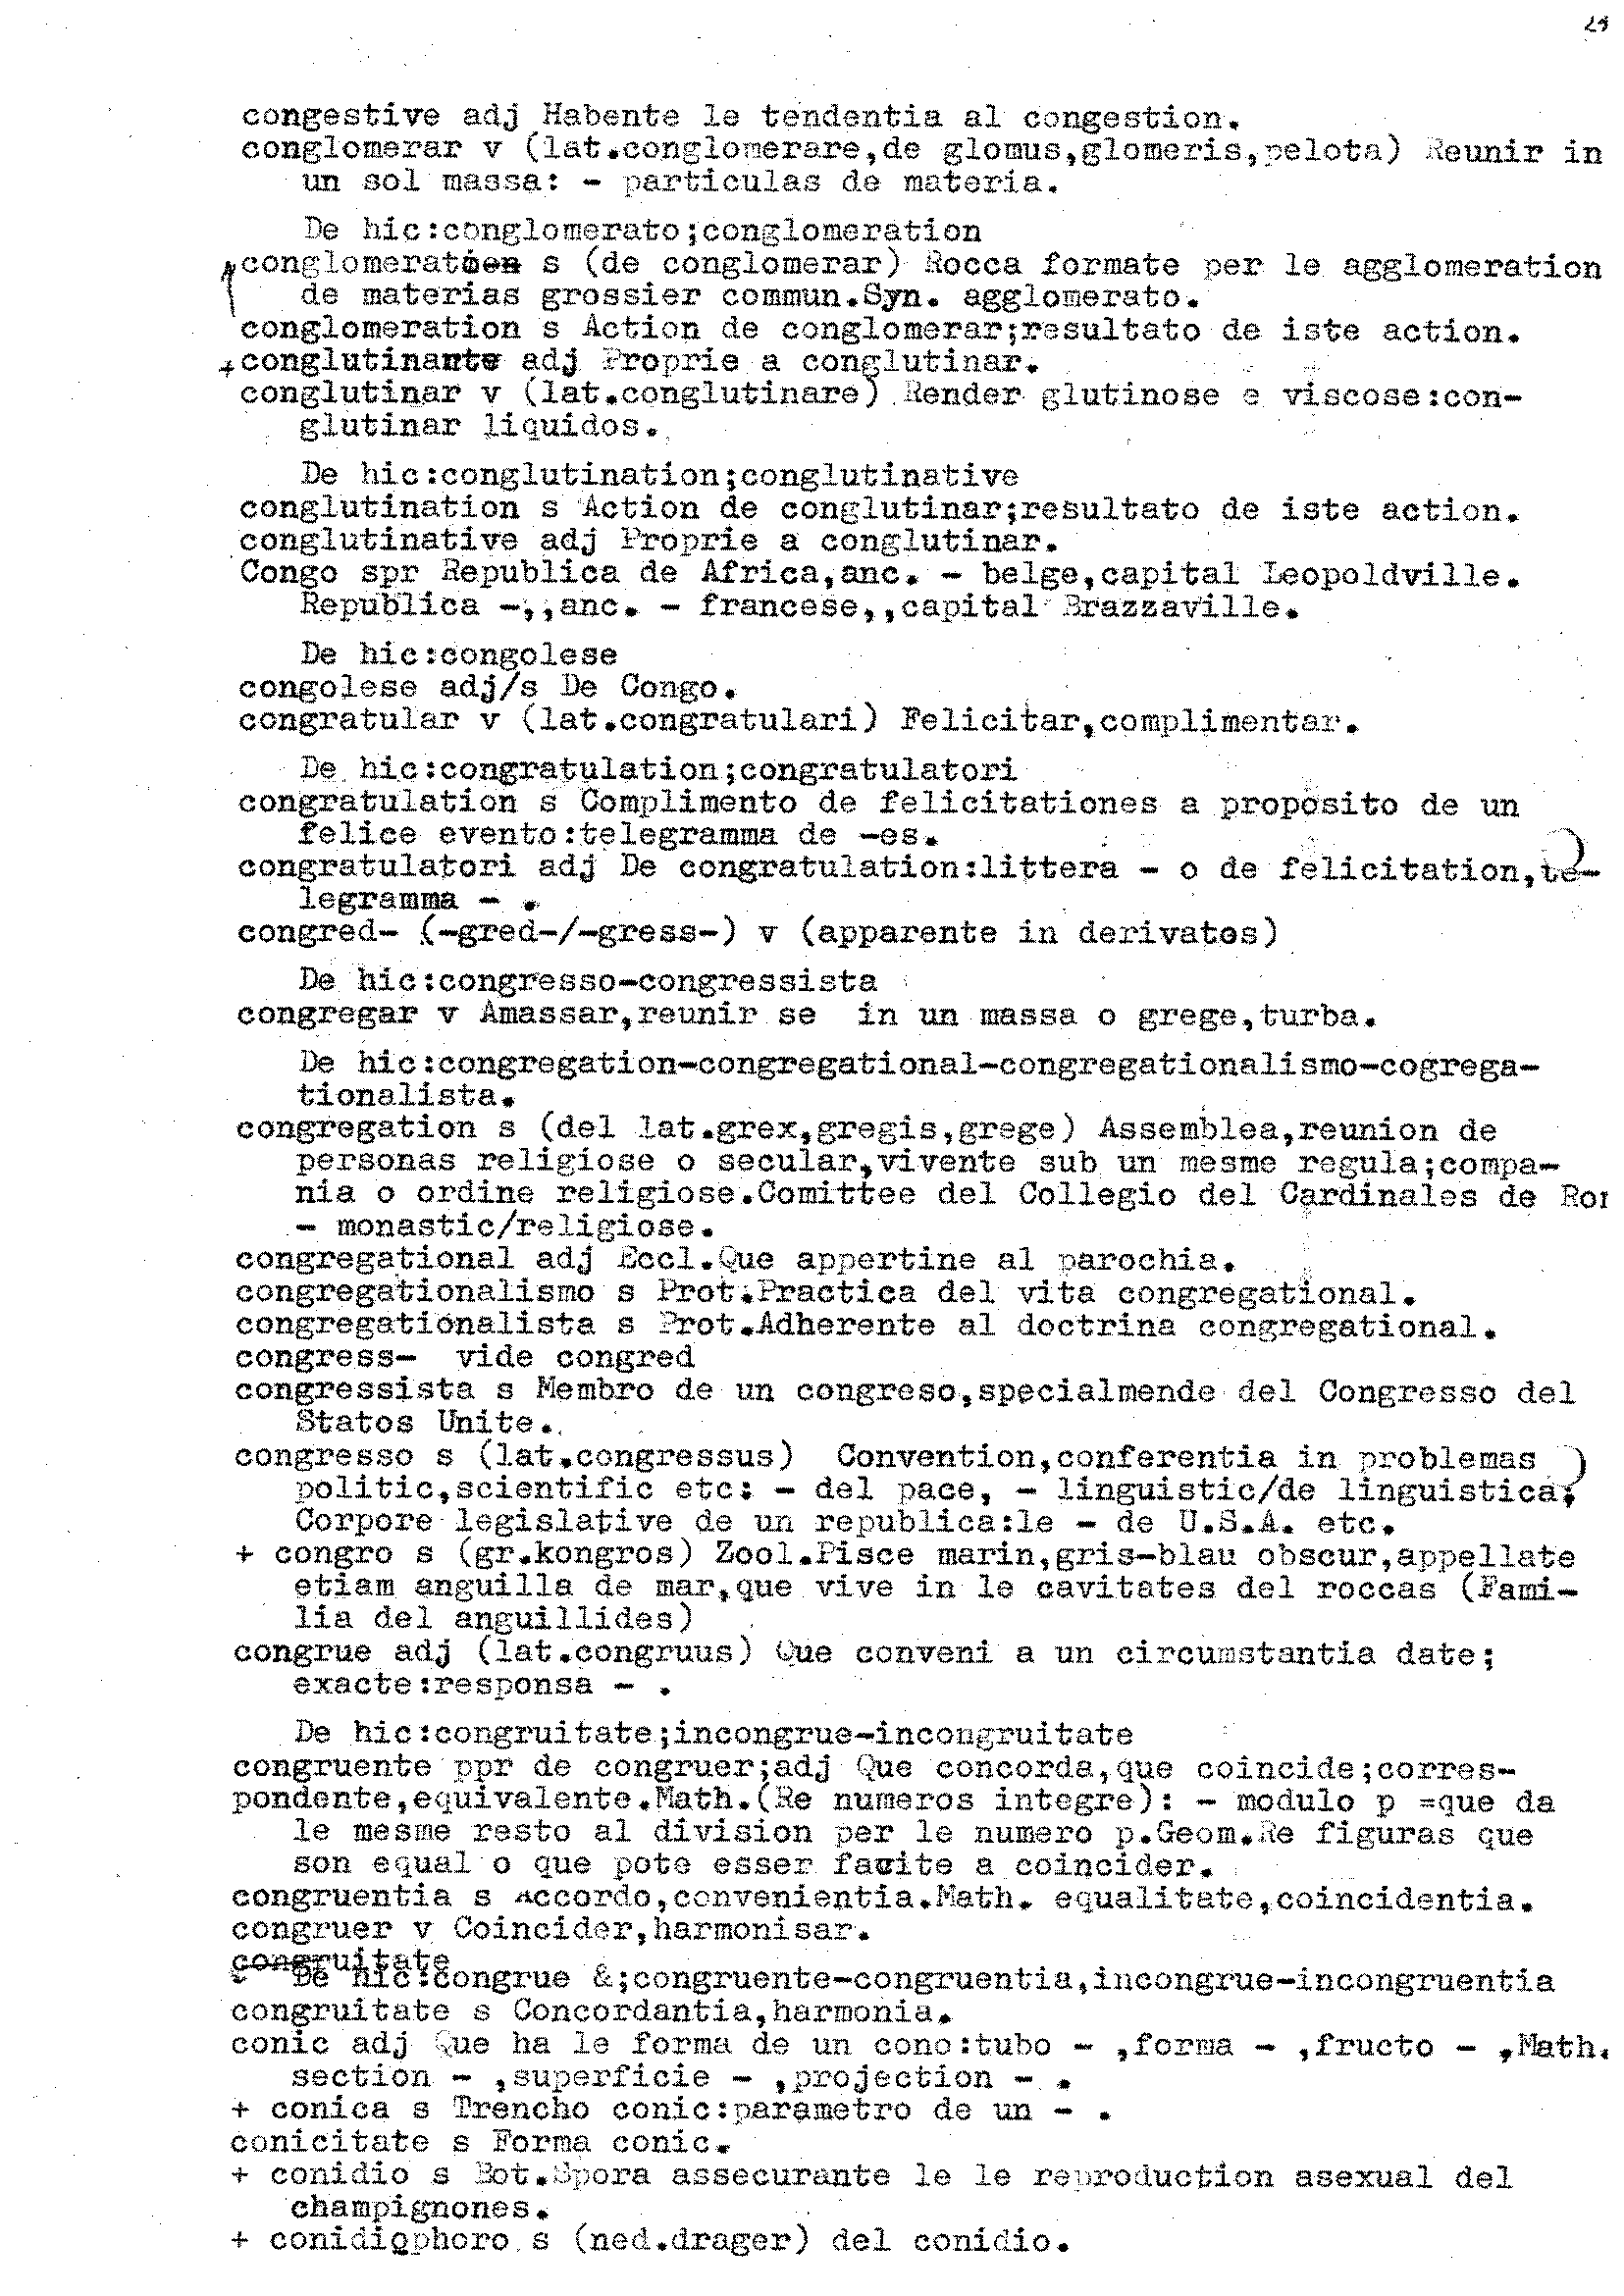 congestive adj Habente le tendentia al congestion.
conglomerar v (lat.conglomerare,de glomus,glomeris,pelota) Reunir in
un sol massa: - particulas de materia.
De hic:conglomerato;conglomeration
conglomerato s (de conglomerar) Rocca formate per le agglomeration
de materias grossier commun.Syn. agglomerato.
conglomeration s Action de conglomerar;resultato de iste action.
+conglutinante adj Proprie a conglutinar.
conglutinar v (lat.conglutinare) Render glutinose e viscose:con-
glutinar liquidos.
De hic:conglutination;conglutinative
conglutination s Action de conglutinar;resultato de iste action.
conglutinative adj Proprie a conglutinar.
Congo spr Republica de Africa,anc. - belge,capital Leopoldville.
Republica -,,anc. - francese,,capital Brazzaville.
De hic:congolese
congolese adj/s De Congo.
congratular v (lat.congratulari) Felicitar,complimentar.
De hic:congratulation;congratulatori
congratulation s Complimento de felicitationes a proposito de un
felice evento:telegramma de -es.
congratulatori adj De congratulation:littera - o de felicitation,te-
legramma - .
congred- (-gred-/-gress-) v (apparente in derivatos)
De hic:congresso-congressista
congregar v Amassar,reunir se  in un massa o grege,turba.
De hic:congregation-congregational-congregationalismo-cogrega-
tionalista.
congregation s (del lat.grex,gregis,grege) Assemblea,reunion de
personas religiose o secular,vivente sub un mesme regula;compa-
nia o ordine religiose.Comittee del Collegio del Cardinales de
- monastic/religiose.
congregational adj Eccl.Que appertine al parochia.
congregationalismo s Prot.Practica del vita congregational.
congregationalista s Prot.Adherente al doctrina congregational.
congress-  vide congred
congressista s Membro de un congreso,specialmende del Congresso del
Statos Unite.
congresso s (lat.congressus)  Convention,conferentia in problemas
politic,scientific etc: - del pace, - linguistic/de linguistica;
Corpore legislative de un republica:le - de U.S.A. etc.
+ congro s (gr.kongros) Zool.Pisce marin,gris-blau obscur,appellate
etiam anguilla de mar,que vive in le cavitates del roccas (Fami-
lia del anguillides)
congrue adj (lat.congruus) Que conveni a un circumstantia date;
exacte:responsa - .
De hic:congruitate;incongrue-incongruitate
congruente ppr de congruer;adj Que concorda,que coincide;corres-
pondente,equivalente.Math.(Re numeros integre): - modulo p =que da
le mesme resto al division per le numero p.Geom.Re figuras que
son equal o que pote esser facite a coincider.
congruentia s Accordo,convenientia.Math. equalitate,coincidentia.
congruer v Coincider,harmonisar.
congruitate
De hic:congrue &;congruente-congruentia,incongrue-incongruentia
congruitate s Concordantia,harmonia.
conic adj Que ha le forma de un cono:tubo - ,forma - ,fructo - ,Math.
section - ,superficie - ,projection - .
+ conica s Trencho conic:parametro de un - .
conicitate s Forma conic.
+ conidio s Bot.Spora assecurante le le reproduction asexual del
champignones.
+ conidiophoro s (ned.drager) del conidio.